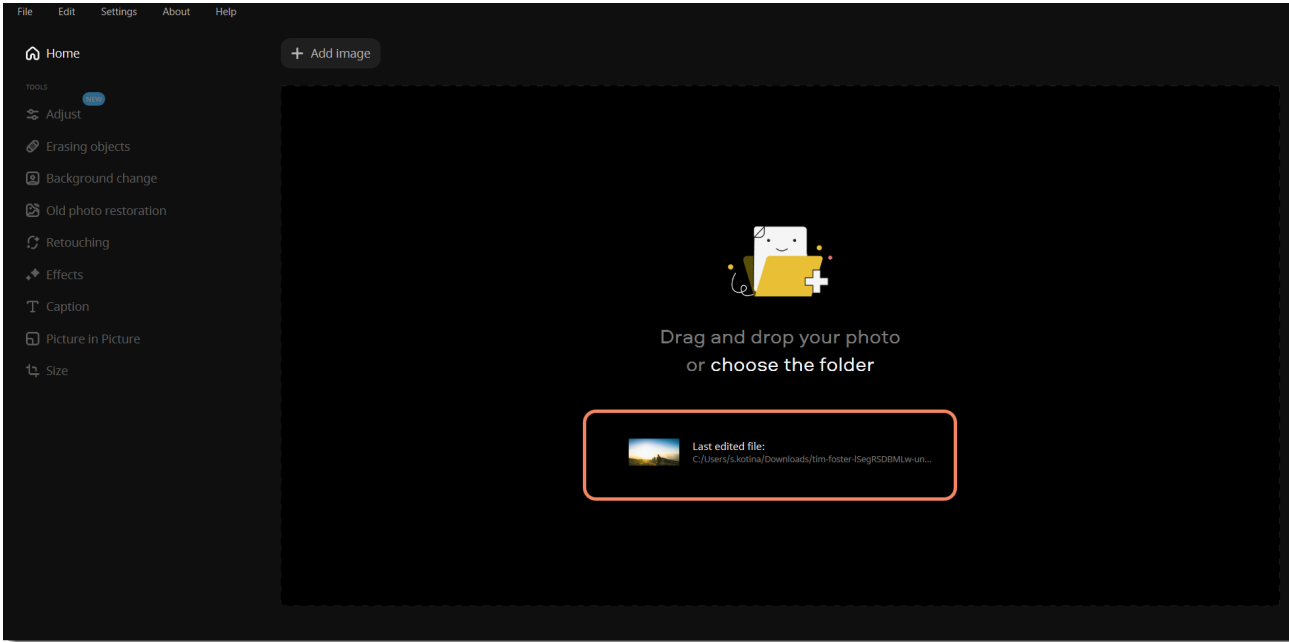 File Edit Settings About Help
Home
+ Add image
TOOLS
NEW
Adjust
Erasing objects
Background change
Old photo restoration
Retouching
Effects
Caption
Picture in Picture
Size
Drag and drop your photo
or choose the folder
Last edited file:
C:/Users/s.kotina/Downloads/tim-foster-lSegRSDBMLw-un...